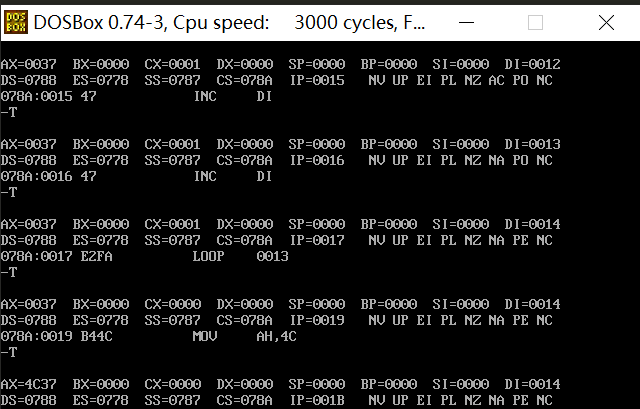 DOSBox 0.74-3, Cpu speed: 3000 cycles, F...
AX=0037 BX=0000 CX=0001 DX=0000 SP=0000 BP=0000 SI=0000 DI=0012
DS=0788 ES=0778 SS=0787 CS=078A IP=0015 NV UP EI PL NZ AC PO NC
078A:0015 47 INC DI
-T
AX=0037 BX=0000 CX=0001 DX=0000 SP=0000 BP=0000 SI=0000 DI=0013
DS=0788 ES=0778 SS=0787 CS=078A IP=0016 NV UP EI PL NZ NA PO NC
078A:0016 47 INC DI
-T
AX=0037 BX=0000 CX=0001 DX=0000 SP=0000 BP=0000 SI=0000 DI=0014
DS=0788 ES=0778 SS=0787 CS=078A IP=0017 NV UP EI PL NZ NA PE NC
078A:0017 E2FA LOOP 0013
-T
AX=0037 BX=0000 CX=0000 DX=0000 SP=0000 BP=0000 SI=0000 DI=0014
DS=0788 ES=0778 SS=0787 CS=078A IP=0019 NV UP EI PL NZ NA PE NC
078A:0019 B44C MOV AH,4C
-T
AX=4C37 BX=0000 CX=0000 DX=0000 SP=0000 BP=0000 SI=0000 DI=0014
DS=0788 ES=0778 SS=0787 CS=078A IP=001B NV UP EI PL NZ NA PE NC